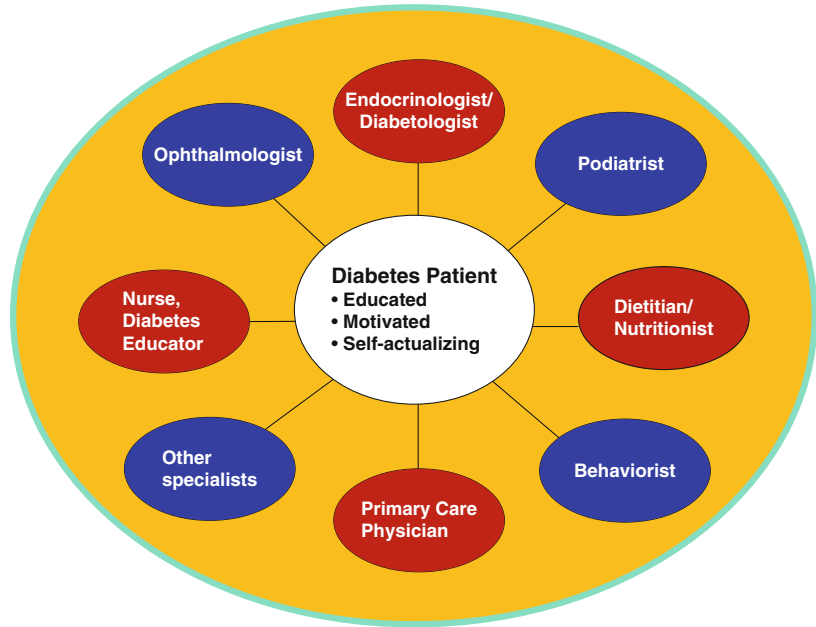 Endocrinologist/
Diabetologist
Ophthalmologist
Podiatrist
Diabetes Patient
• Educated
• Motivated
• Self-actualizing
Nurse,
Diabetes
Educator
Dietitian/
Nutritionist
Other
specialists
Behaviorist
Primary Care
Physician